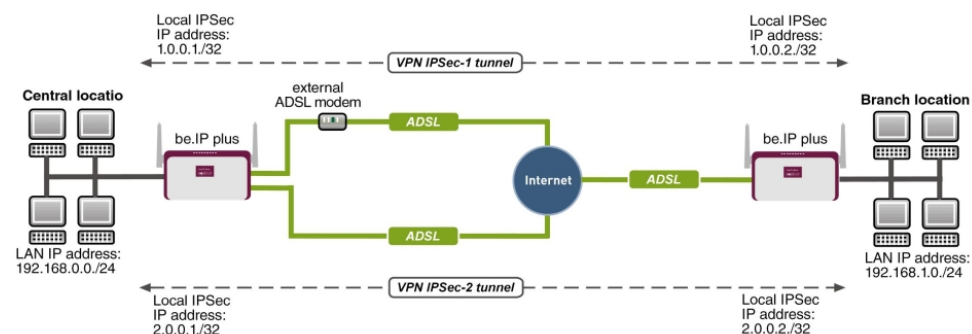 Local IPSec
IP address:
1.0.0.1./32
Local IPSec
IP address:
1.0.0.2./32
VPN IPSec-1 tunnel
Central locatio
external
ADSL modem
Branch location
be.IP plus
ADSL
be.IP plus
Internet
ADSL
ADSL
LAN IP address:
192.168.0.0./24
LAN IP address:
192.168.1.0./24
VPN IPSec-2 tunnel
Local IPSec
IP address:
2.0.0.1./32
Local IPSec
IP address:
2.0.0.2./32